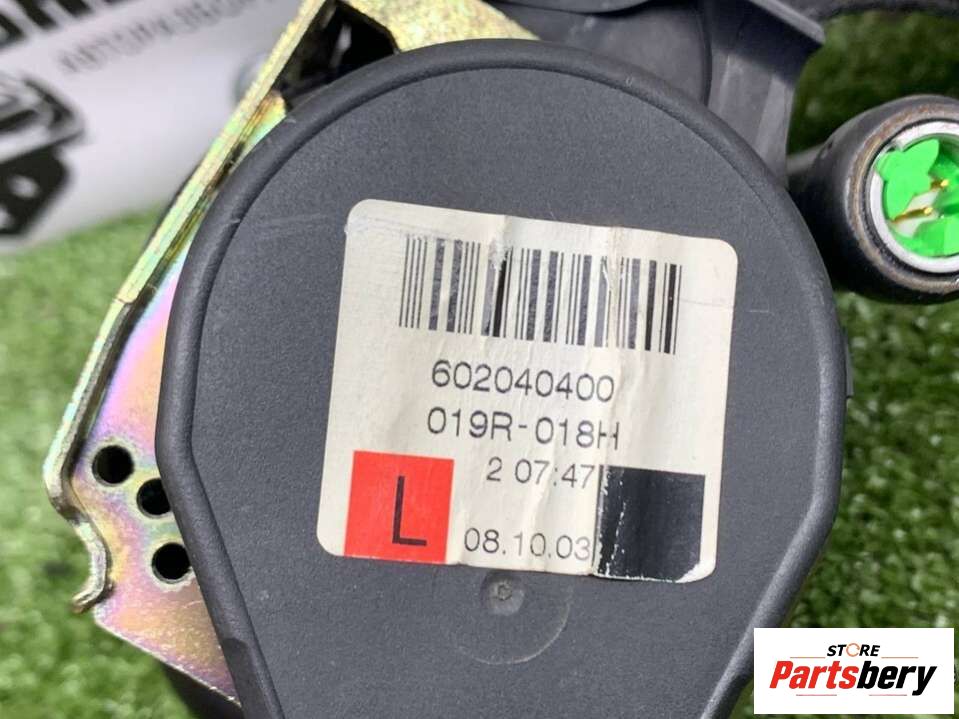 602040400
019R-018H
2 07:47
L
08.10.03
STORE
Partsbery